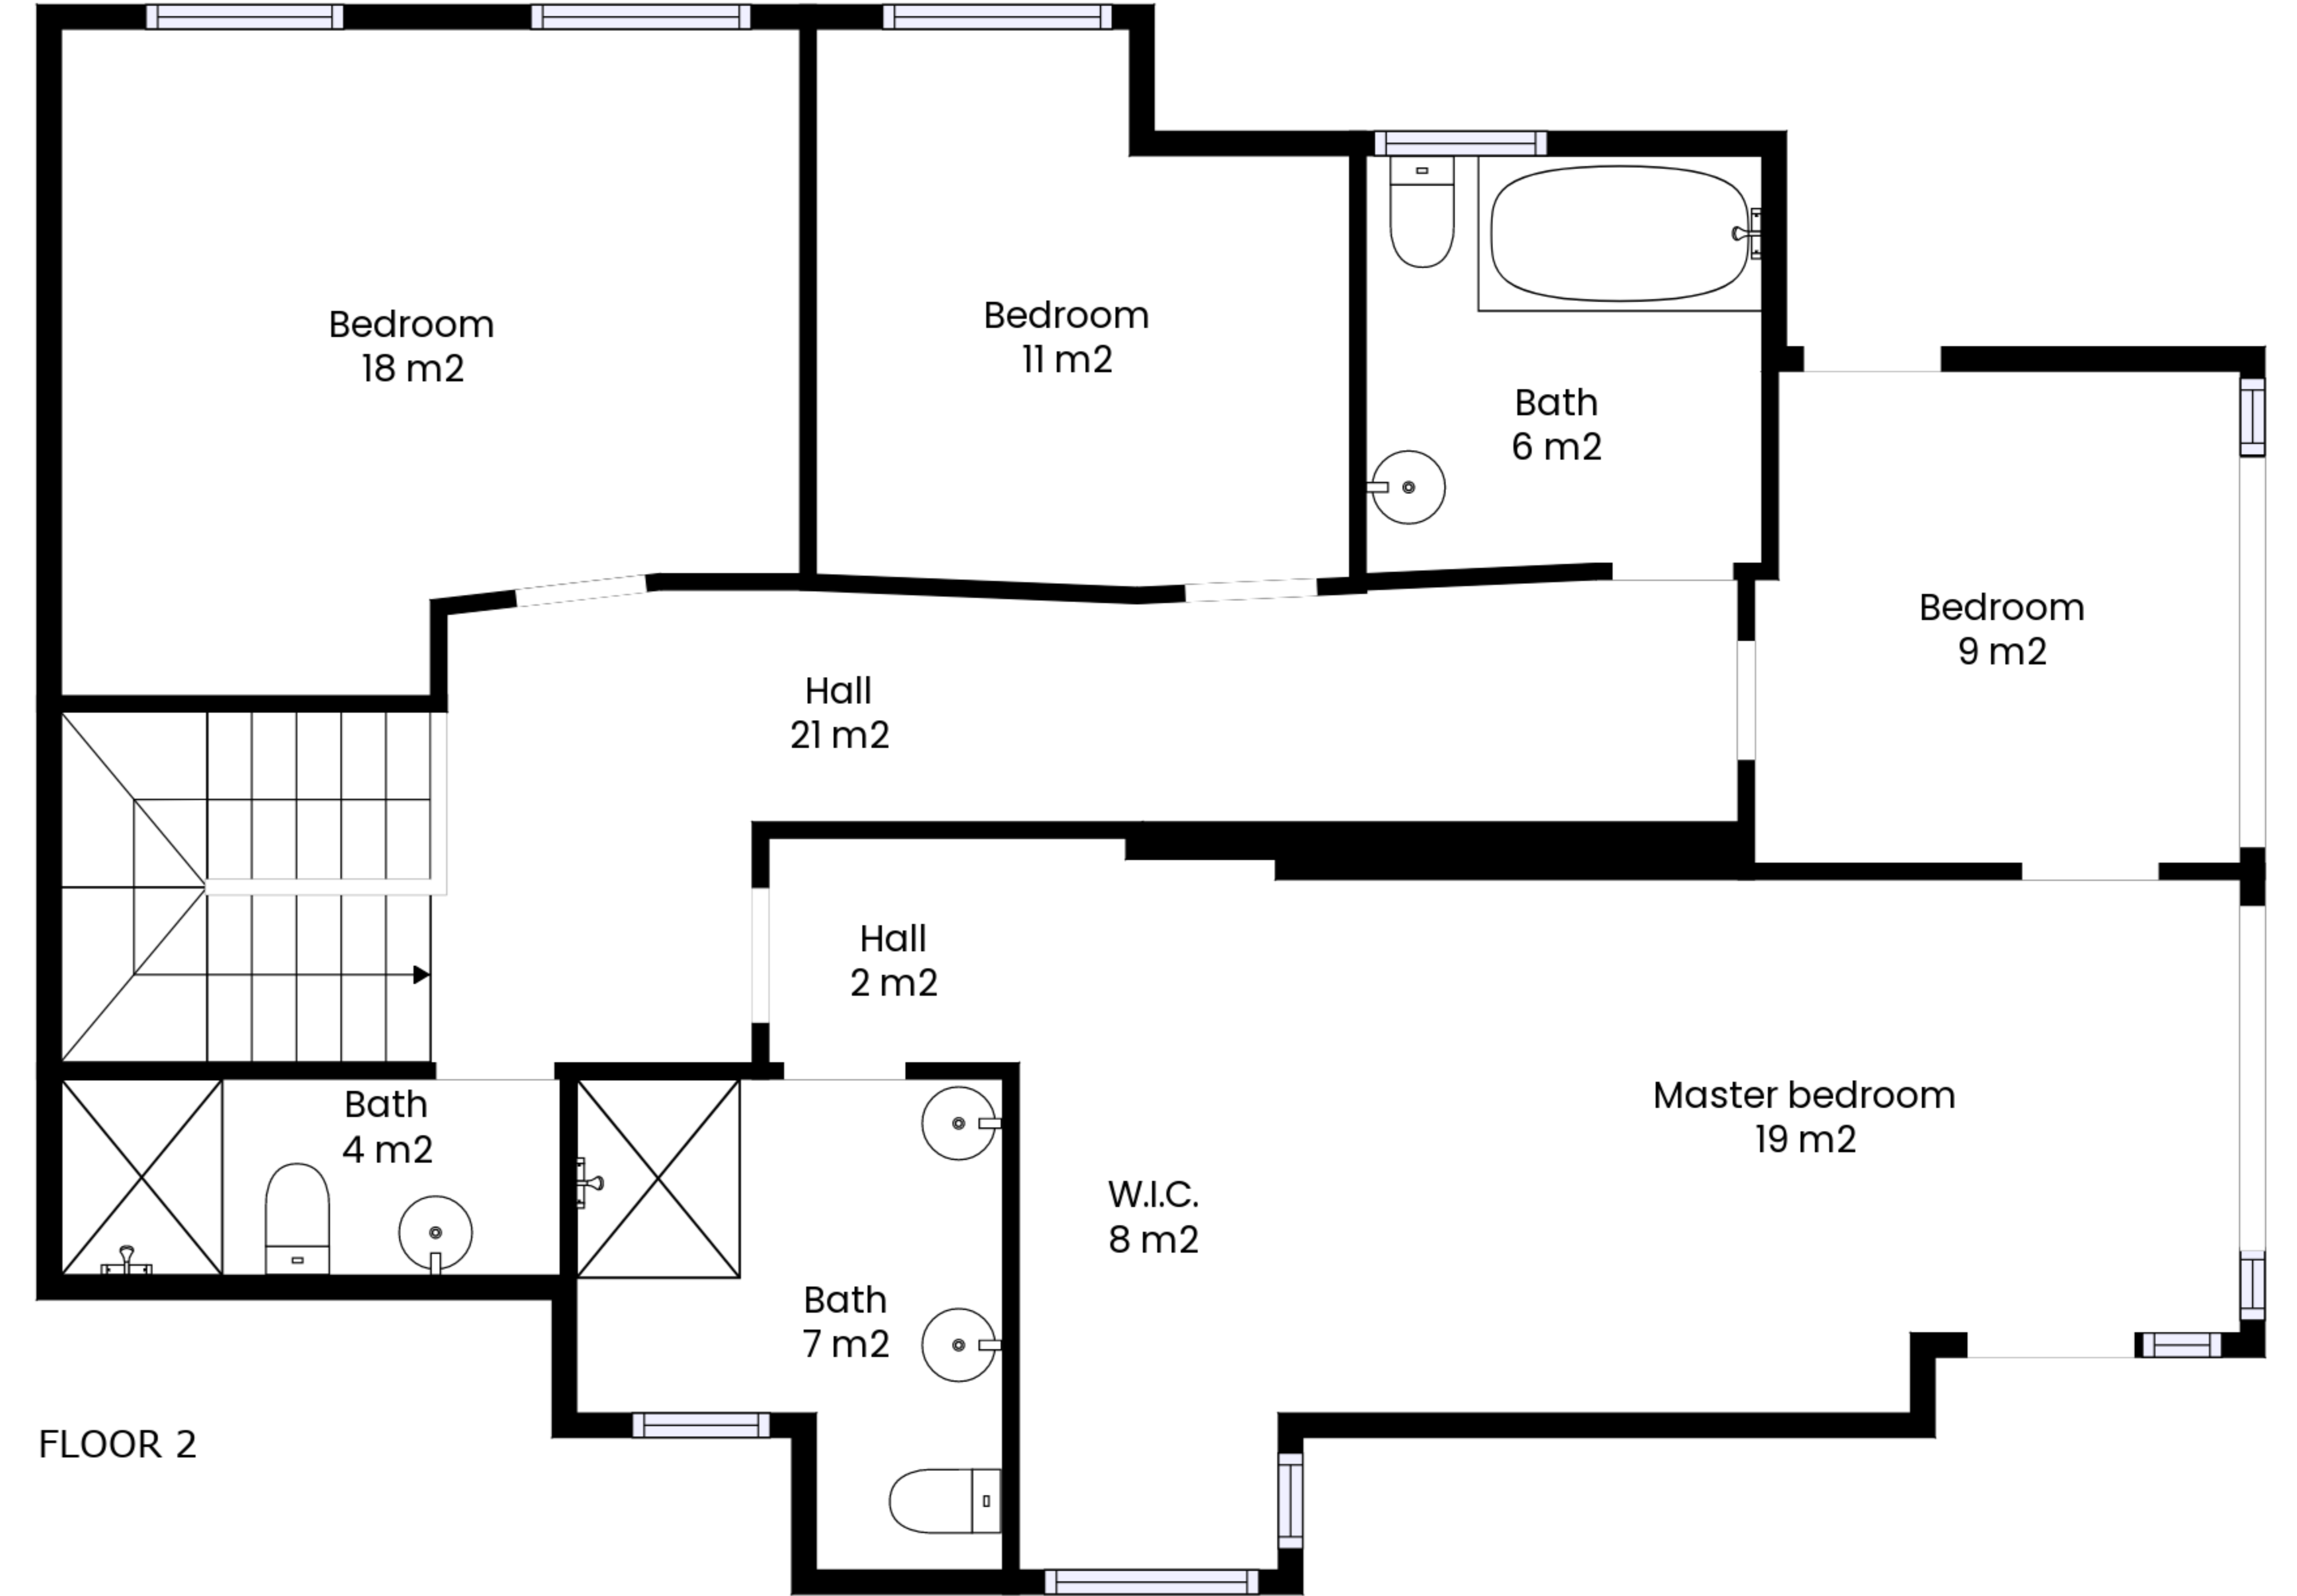 Bedroom
18 m2
Bedroom
11 m2
Bath
6 m2
Bedroom
9 m2
Hall
21 m2
Hall
2 m2
Master bedroom
19 m2
Bath
4 m2
W.I.C.
8 m2
Bath
7 m2
FLOOR 2